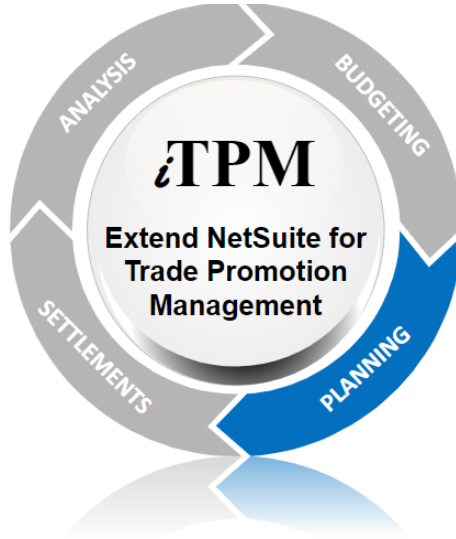 ANALYSIS
BUDGETING
iTPM
Extend NetSuite for
Trade Promotion
Management
SETTLEMENTS
PLANNING